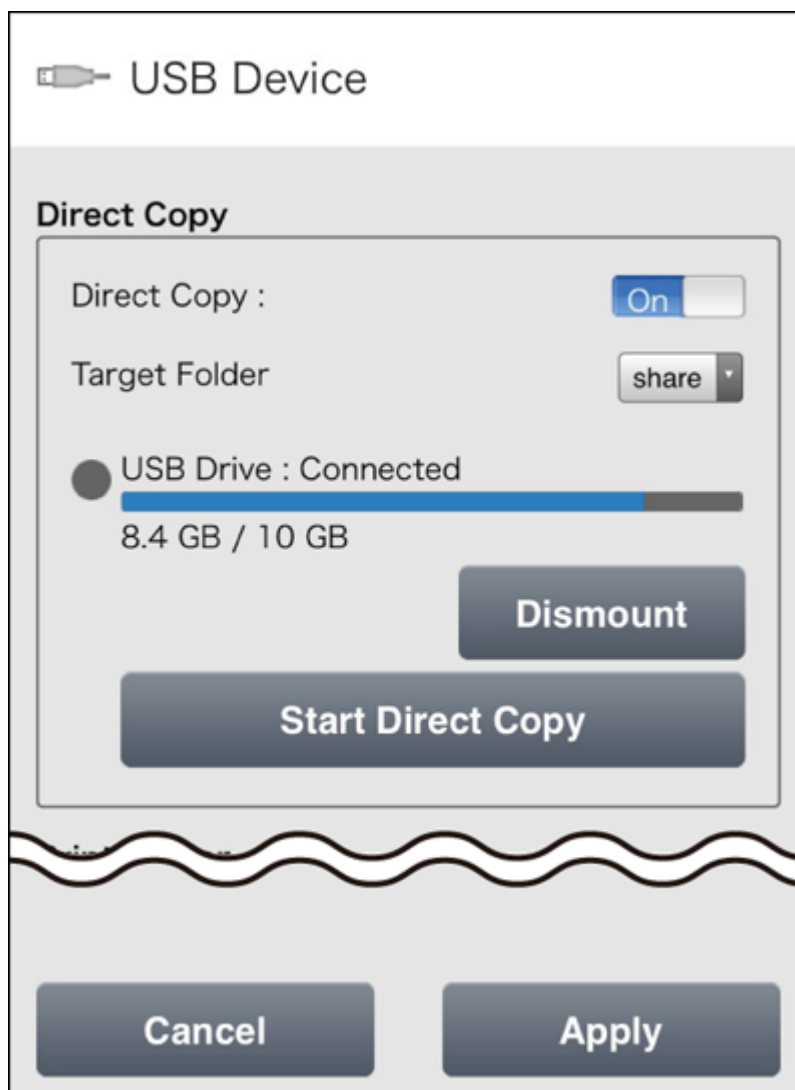 USB Device
Direct Copy
Direct Copy :
On
Target Folder
share
USB Drive : Connected
8.4 GB / 10 GB
Dismount
Start Direct Copy
Cancel
Apply